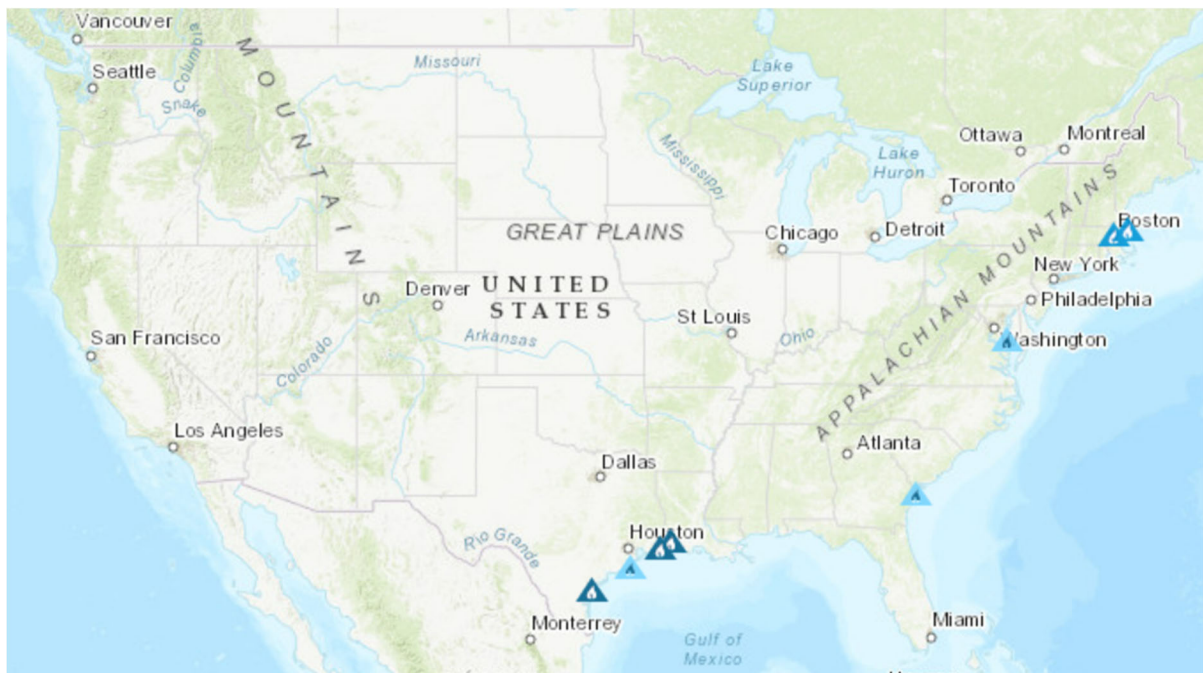 Vancouver
Seattle
Columbia
Snake
MOUNTAINS
Missouri
Lake
Superior
Mississippi
Ottawa
Montreal
Lake
Huron
Toronto
Boston
GREAT PLAINS
Chicago
Detroit
New York
Denver
UNITED
STATES
Philadelphia
St Louis
Ohio
APPALACHIAN MOUNTAINS
Washington
San Francisco
Colorado
Arkansas
Los Angeles
Atlanta
Dallas
Houston
Rio Grande
Monterrey
Miami
Gulf of
Mexico